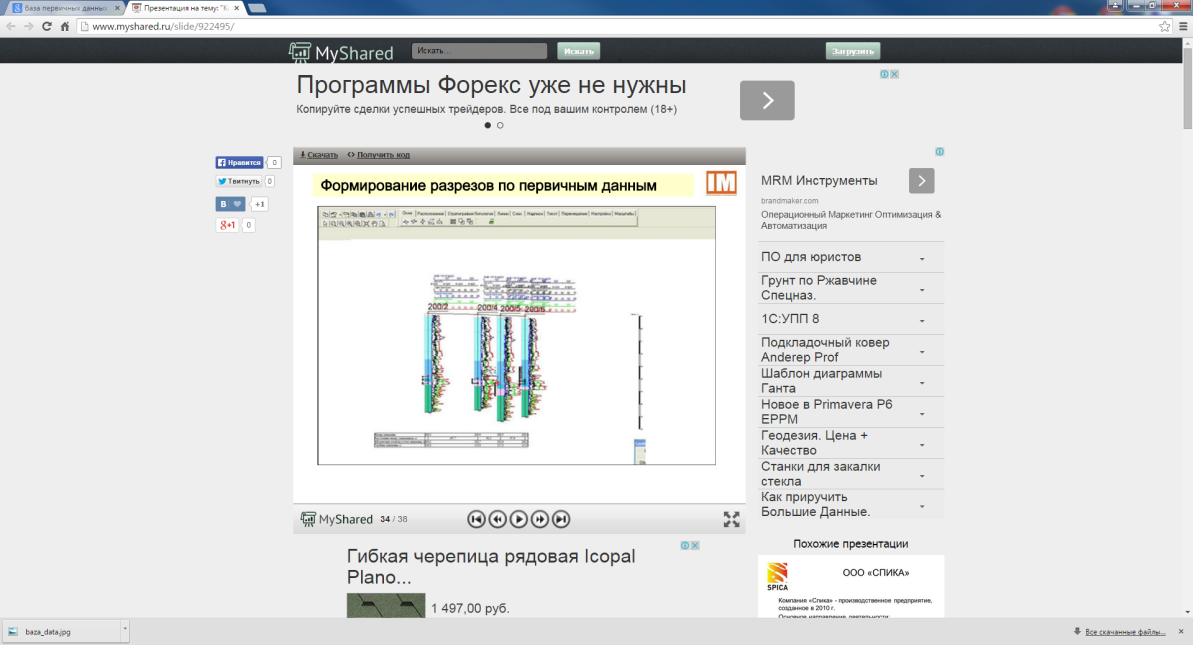 База первичных данных
Презентация на тему: "К
www.myshared.ru/slide/922495/
MyShared
Искать...
Искать
Загрузить
Программы Форекс уже не нужны
Копируйте сделки успешных трейдеров. Все под вашим контролем (18+)
Нравится 0
Твитнуть 0
В +1
g+1 0
Скачать
Получить код
Формирование разрезов по первичным данным
IM
200/2 200/4 200/5 200/6
MyShared 34 / 38
MRM Инструменты
brandmaker.com
Операционный Маркетинг Оптимизация &
Автоматизация
ПО для юристов
Грунт по Ржавчине
Спецназ.
1С:УПП 8
Подкладочный ковер
Anderep Prof
Шаблон диаграммы
Ганта
Новое в Primavera P6
EPPM
Геодезия. Цена +
Качество
Станки для закалки
стекла
Как приручить
Большие Данные.
Похожие презентации
SPICA
ООО «СПИКА»
Компания «Спика» - производственное предприятие,
созданное в 2010 г.
Основное направление деятельности:
Гибкая черепица рядовая Icopal
Plano...
1 497,00 руб.
baza_data.jpg
Все скачанные файлы...